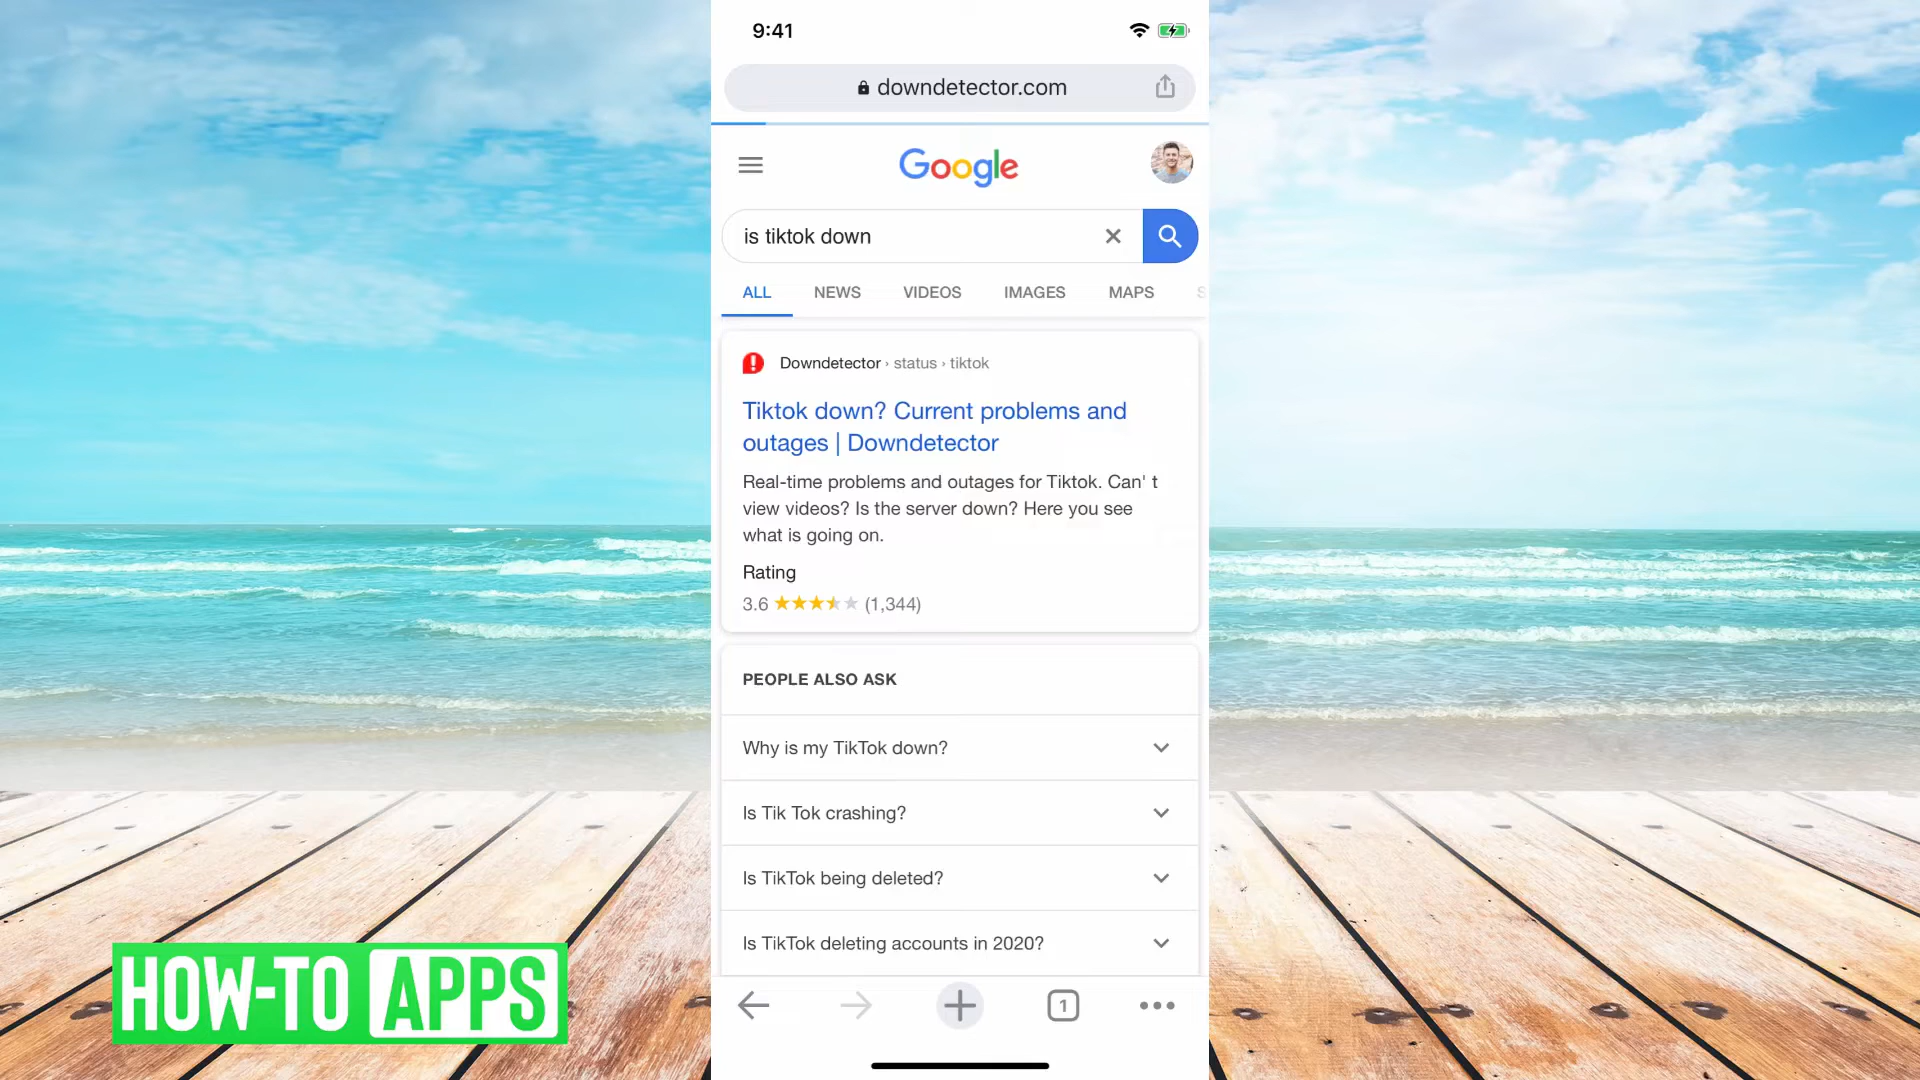 9:41
downdetector.com
Google
is tiktok down
ALL NEWS VIDEOS IMAGES MAPS S
Downdetector › status › tiktok
Tiktok down? Current problems and
outages | Downdetector
Real-time problems and outages for Tiktok. Can' t
view videos? Is the server down? Here you see
what is going on.
Rating
3.6 (1,344)
PEOPLE ALSO ASK
Why is my TikTok down?
Is Tik Tok crashing?
Is TikTok being deleted?
Is TikTok deleting accounts in 2020?
1
HOW-TO APPS